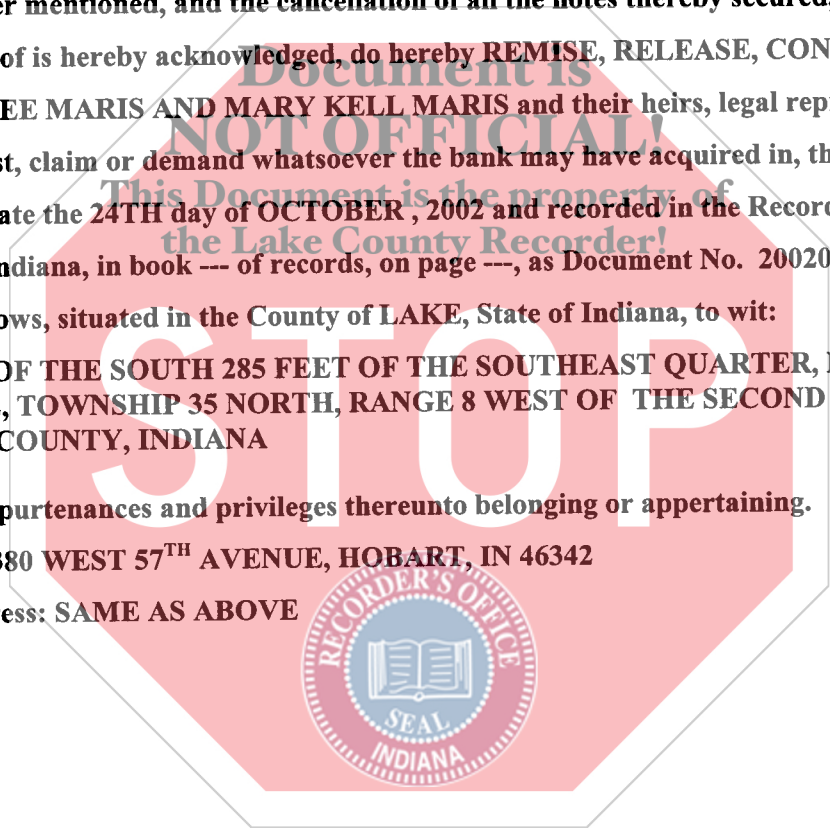 er mentioned, and the cancellation of all the notes thereby secured,
of is hereby acknowledged, do hereby REMISE, RELEASE, CON
Document is
EE MARIS AND MARY KELL MARIS and their heirs, legal rep
NOT OFFICIAL!
st, claim or demand whatsoever the bank may have acquired in, th
This Document is the property of
ate the 24TH day of OCTOBER , 2002 and recorded in the Record
the Lake County Recorder!
ndiana, in book --- of records, on page ---, as Document No. 20020
ows, situated in the County of LAKE, State of Indiana, to wit:
OF THE SOUTH 285 FEET OF THE SOUTHEAST QUARTER,
, TOWNSHIP 35 NORTH, RANGE 8 WEST OF THE SECOND
COUNTY, INDIANA
STOP
purtenances and privileges thereunto belonging or appertaining.
380 WEST 57TH AVENUE, HOBART, IN 46342
ess: SAME AS ABOVE
RECORDER'S OFFICE
SEAL
INDIANA